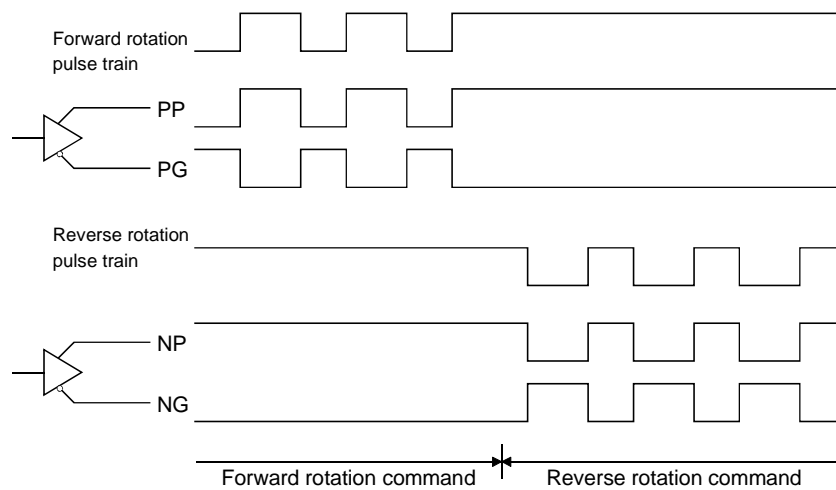 Forward rotation
pulse train
PP
PG
Reverse rotation
pulse train
NP
NG
Forward rotation command
Reverse rotation command